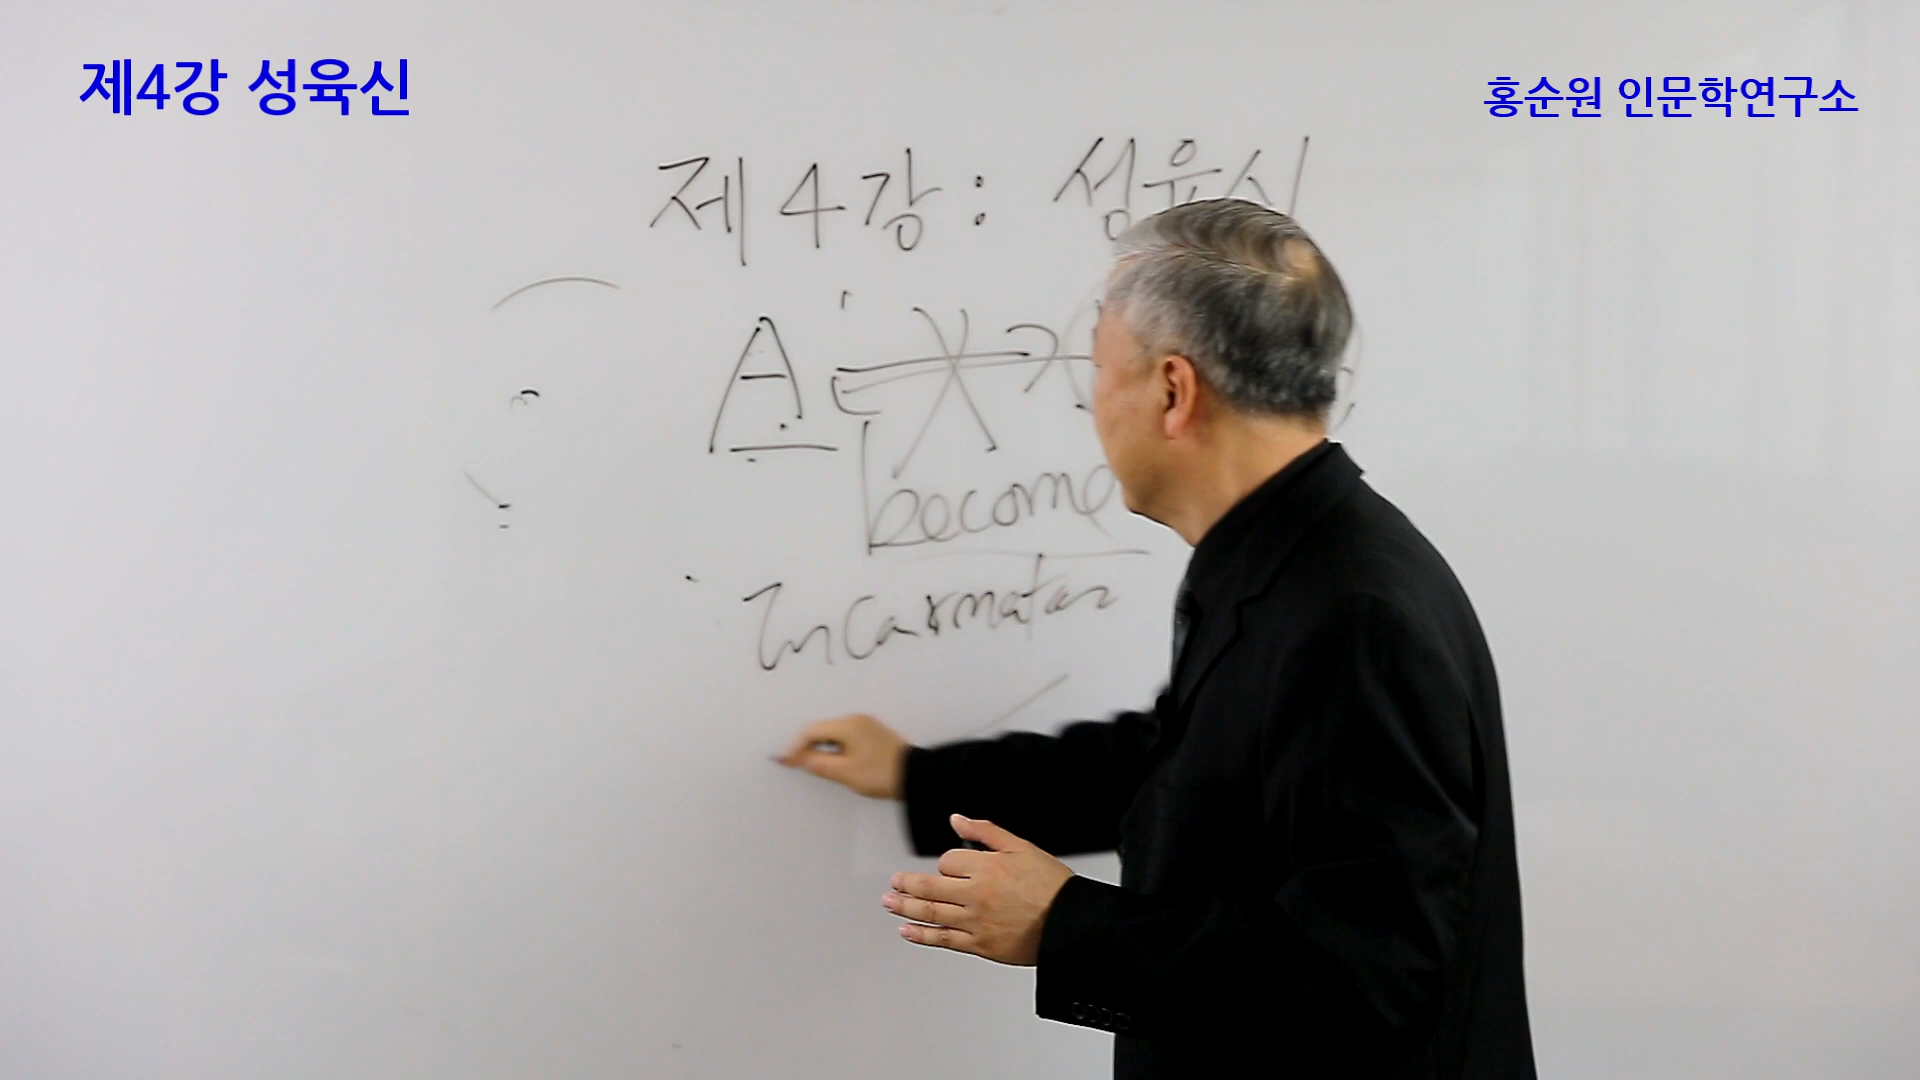 제4강 성육신
홍순원 인문학연구소
제 4 강 : 성육신
A
become
Incarnation